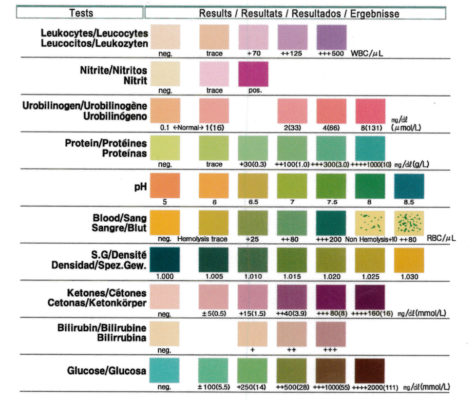 Tests Results / Resultats / Resultados / Ergebnisse
Leukocytes/Leucocytes
Leucocitos/Leukozyten
neg. trace +70 ++125 +++500 WBC/μL
Nitrite/Nitritos
Nitrit
neg. trace pos.
Urobilinogen/Urobilinogène
Urobilinógeno
0.1 ←Normal→ 1(16) 2(33) 4(66) 8(131) mg/dl (μmol/L)
Protein/Protéines
Proteínas
neg. trace +30(0.3) ++100(1.0) +++300(3.0) ++++1000(10) mg/dl(g/L)
pH
5 6 6.5 7 7.5 8 8.5
Blood/Sang
Sangre/Blut
neg. Hemolysis trace +25 ++80 +++200 Non Hemolysis+10 ++80 RBC/μL
S.G/Densité
Densidad/Spez.Gew.
1.000 1.005 1.010 1.015 1.020 1.025 1.030
Ketones/Cétones
Cetonas/Ketonkörper
neg. ±5(0.5) +15(1.5) ++40(3.9) +++80(8) ++++160(16) mg/dl(mmol/L)
Bilirubin/Bilirubine
Bilirrubina
neg. + ++ +++
Glucose/Glucosa
neg. ±100(5.5) +250(14) ++500(28) +++1000(55) ++++2000(111) mg/dl(mmol/L)